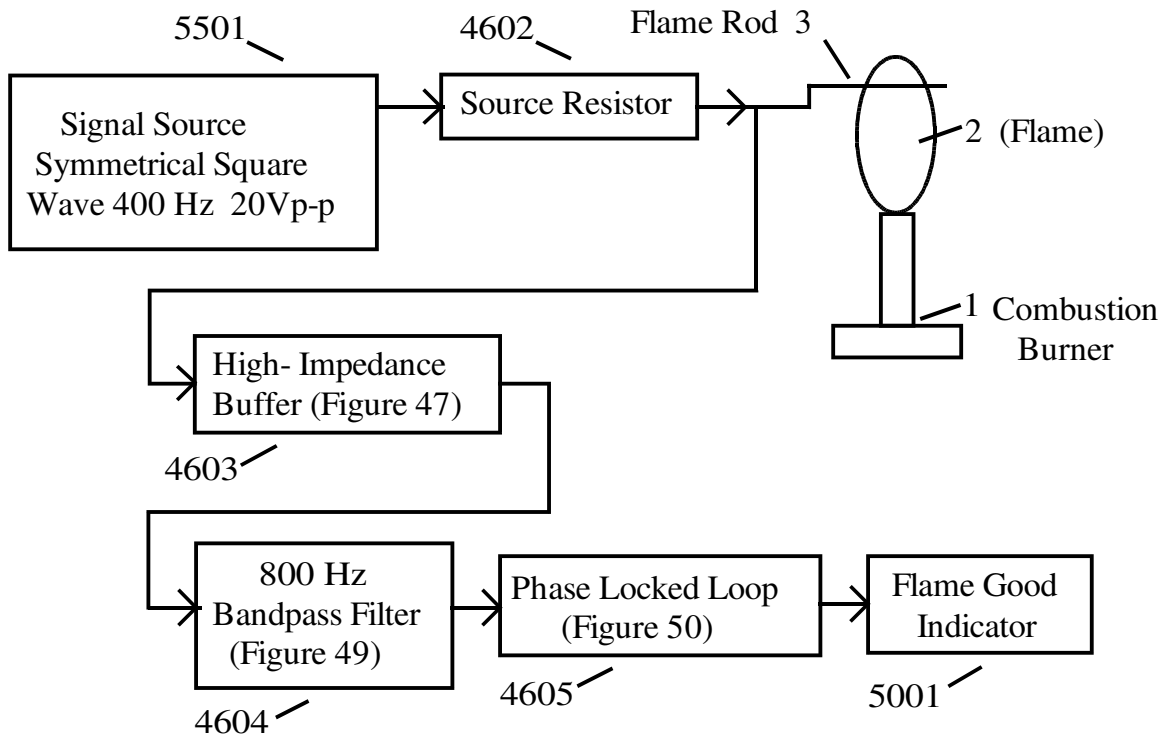 5501
4602
Flame Rod 3
Signal Source
Symmetrical Square
Wave 400 Hz 20Vp-p
Source Resistor
2 (Flame)
1 Combustion
Burner
High- Impedance
Buffer (Figure 47)
4603
800 Hz
Bandpass Filter
(Figure 49)
4604
Phase Locked Loop
(Figure 50)
4605
Flame Good
Indicator
5001